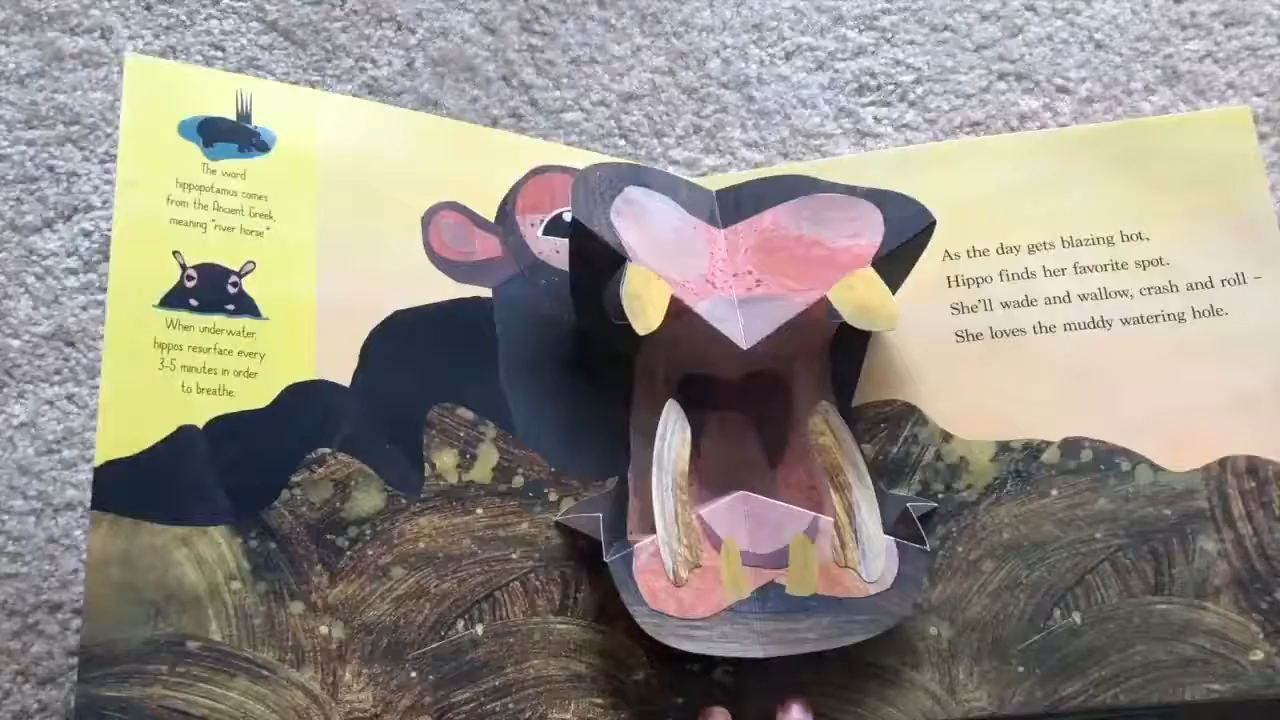 The word
hippopotamus comes
from the Ancient Greek,
meaning "river horse"
When underwater,
hippos resurface every
3-5 minutes in order
to breathe.
As the day gets blazing hot,
Hippo finds her favorite spot.
She'll wade and wallow, crash and roll –
She loves the muddy watering hole.